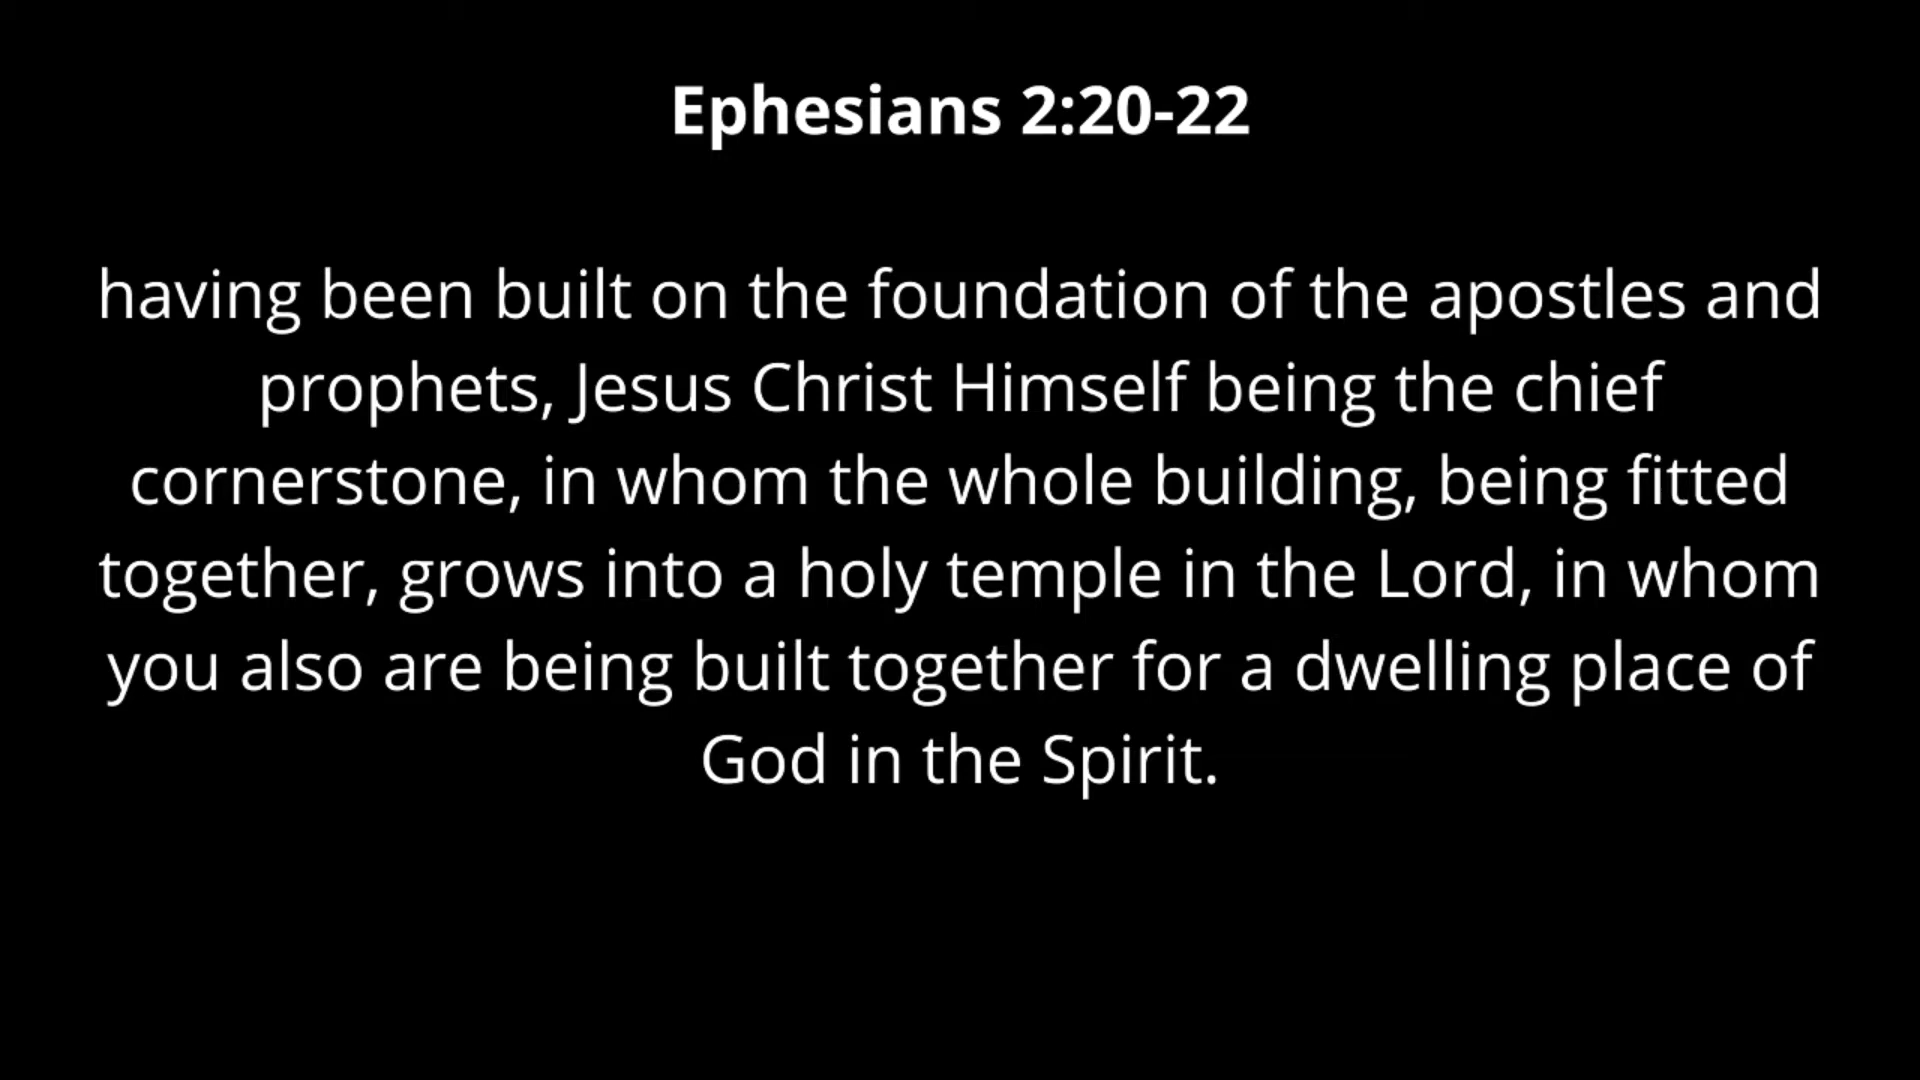 Ephesians 2:20-22
having been built on the foundation of the apostles and
prophets, Jesus Christ Himself being the chief
cornerstone, in whom the whole building, being fitted
together, grows into a holy temple in the Lord, in whom
you also are being built together for a dwelling place of
God in the Spirit.